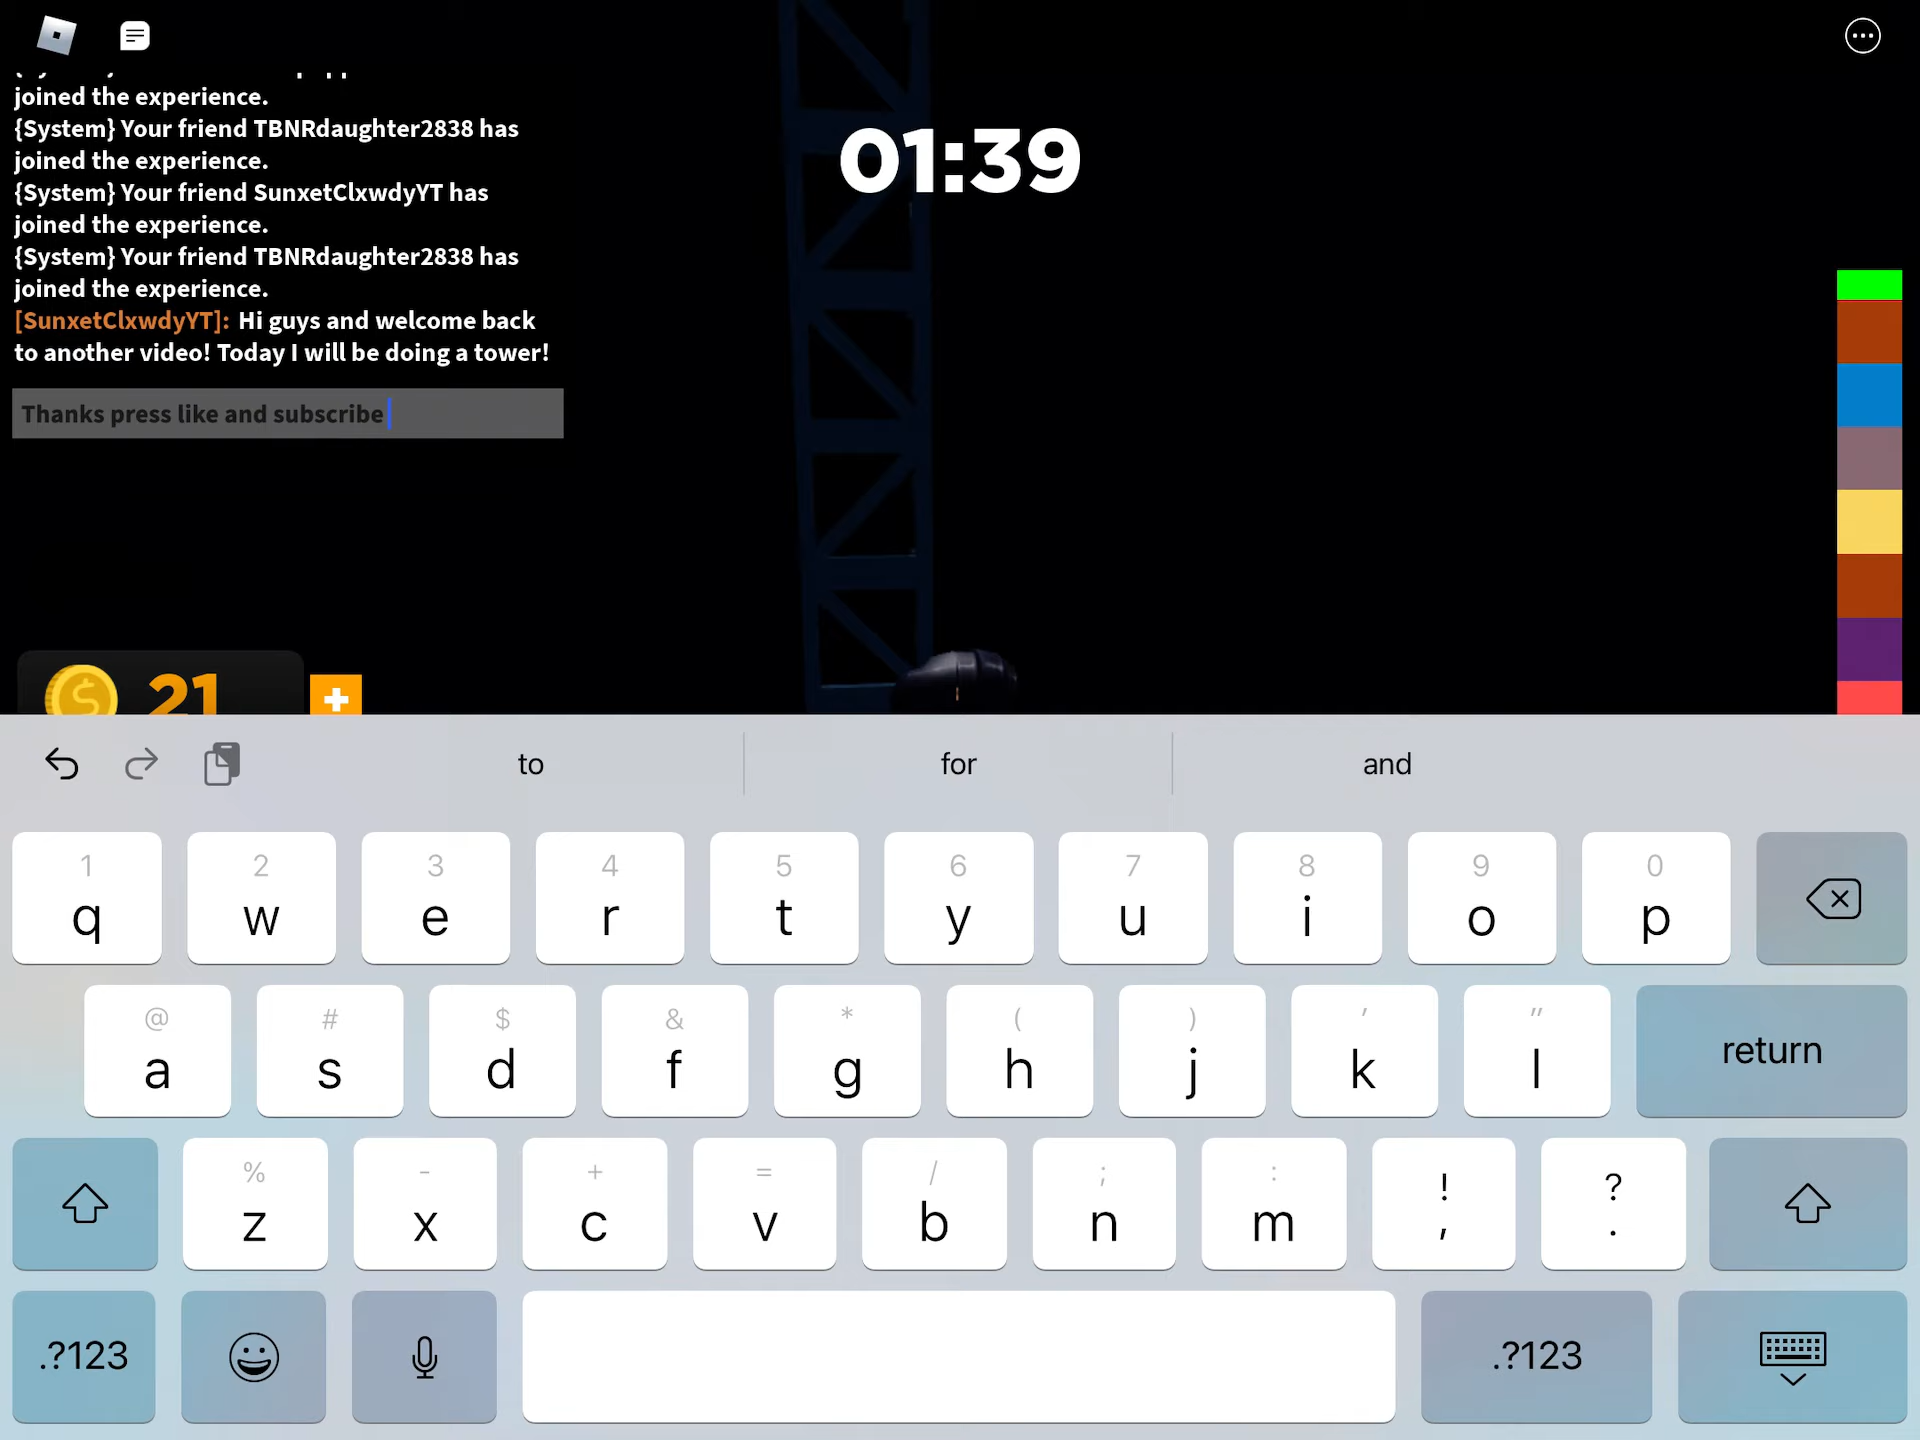 joined the experience.
{System} Your friend TBNRdaughter2838 has
joined the experience.
{System} Your friend SunxetClxwdyYT has
joined the experience.
{System} Your friend TBNRdaughter2838 has
joined the experience.
[SunxetClxwdyYT]: Hi guys and welcome back
to another video! Today I will be doing a tower!
Thanks press like and subscribe
01:39
21
to for and
1 2 3 4 5 6 7 8 9 0
q w e r t y u i o p
@ # $ & * ( ) ' "
a s d f g h j k l return
% - + = / ; : ! ?
z x c v b n m , .
.?123 .?123